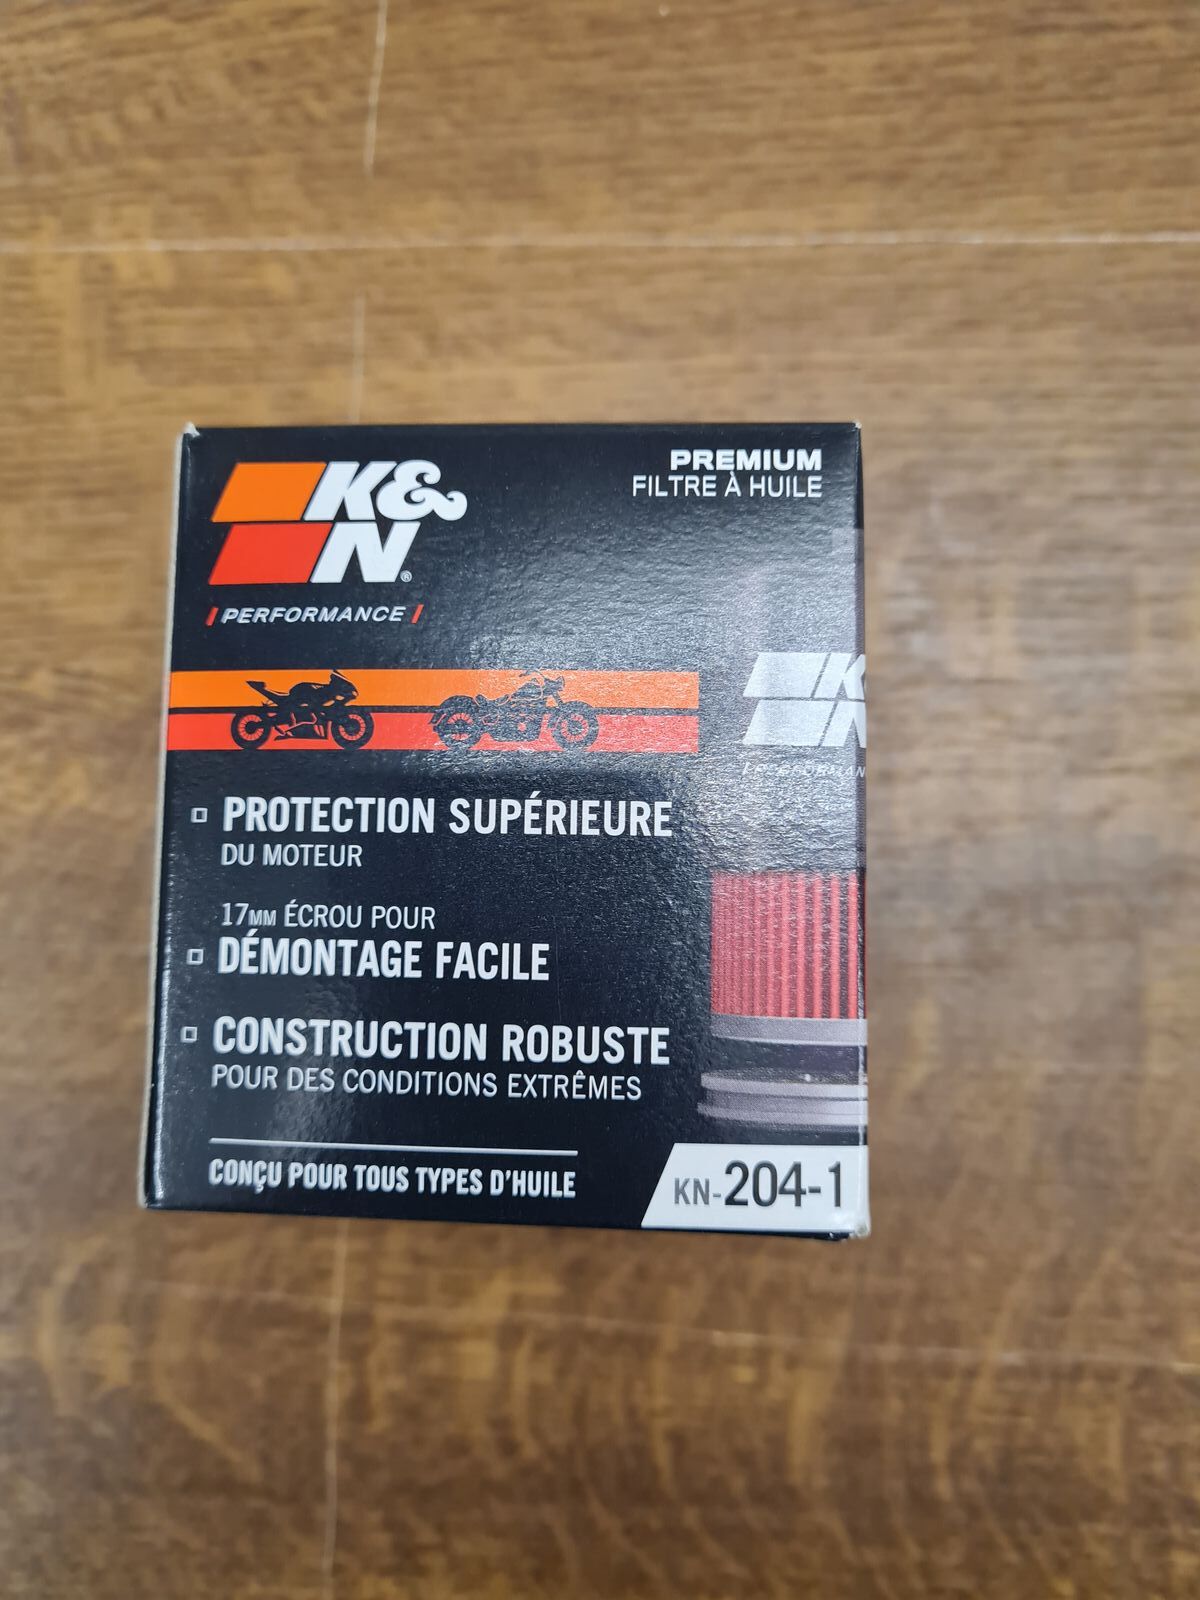 K&N®
PERFORMANCE
PREMIUM
FILTRE À HUILE
PROTECTION SUPÉRIEURE
DU MOTEUR
17MM ÉCROU POUR
DÉMONTAGE FACILE
CONSTRUCTION ROBUSTE
POUR DES CONDITIONS EXTRÊMES
CONÇU POUR TOUS TYPES D'HUILE
KN-204-1